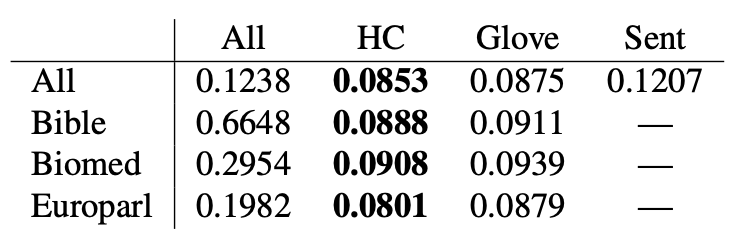 All HC Glove Sent
All 0.1238 0.0853 0.0875 0.1207
Bible 0.6648 0.0888 0.0911 —
Biomed 0.2954 0.0908 0.0939 —
Europarl 0.1982 0.0801 0.0879 —